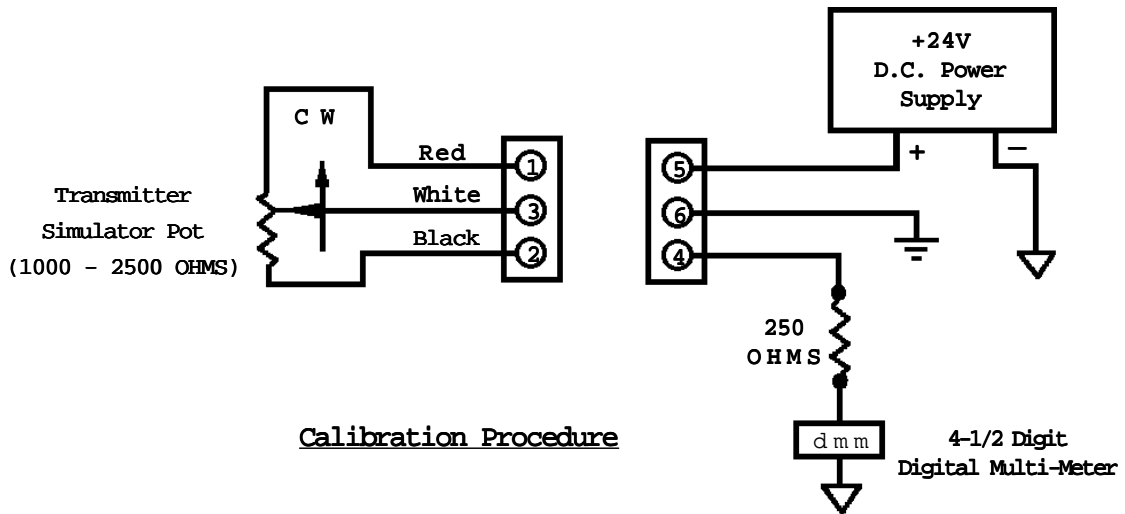 +24V
D.C. Power
Supply
+
−
C W
Red
White
Black
1
3
2
5
6
4
Transmitter
Simulator Pot
(1000 - 2500 OHMS)
250
OHMS
dmm
4-1/2 Digit
Digital Multi-Meter
Calibration Procedure